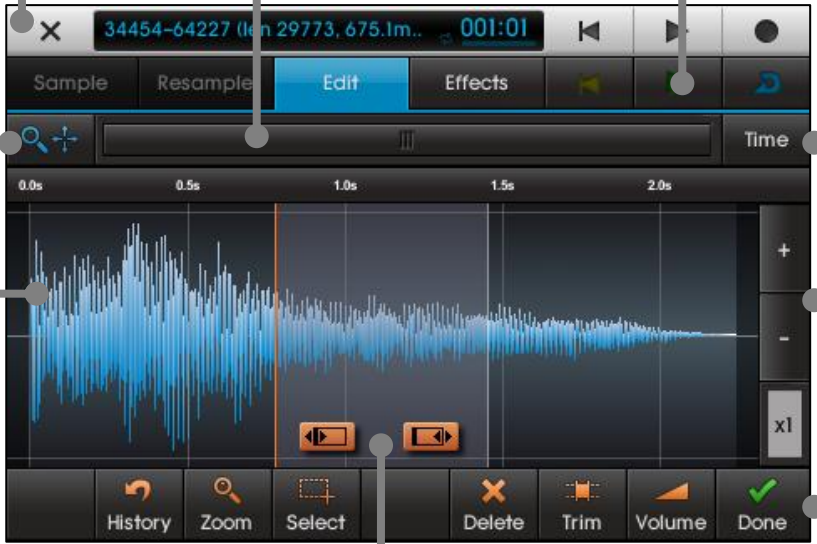 34454-64227 (len 29773, 675.1m.. 001:01
Sample Resample Edit Effects
Time
0.0s 0.5s 1.0s 1.5s 2.0s
+
-
x1
History Zoom Select Delete Trim Volume Done